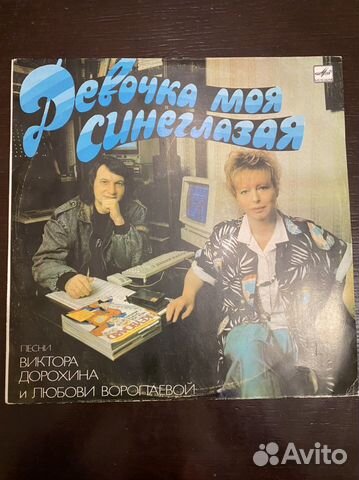 Девочка моя
синеглазая
ПЕСНИ
ВИКТОРА
ДОРОХИНА
И ЛЮБОВИ ВОРОПАЕВОЙ
Avito